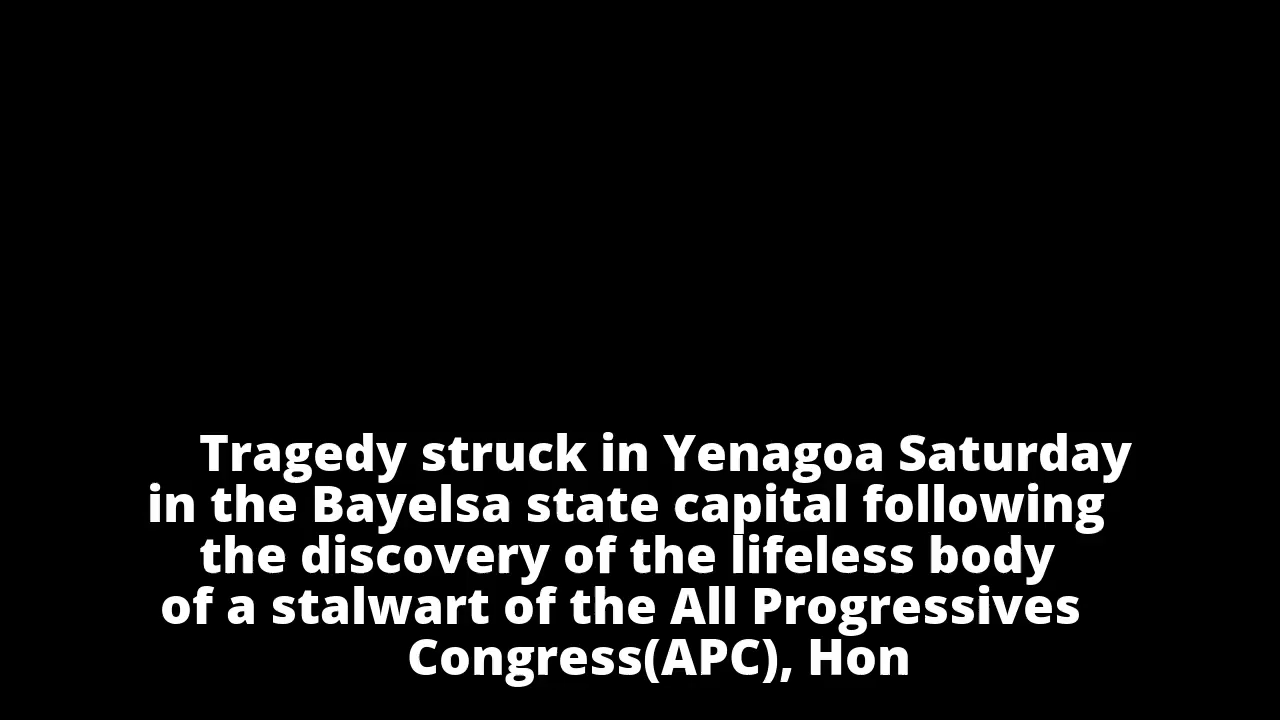 Tragedy struck in Yenagoa Saturday
in the Bayelsa state capital following
the discovery of the lifeless body
of a stalwart of the All Progressives
Congress(APC), Hon